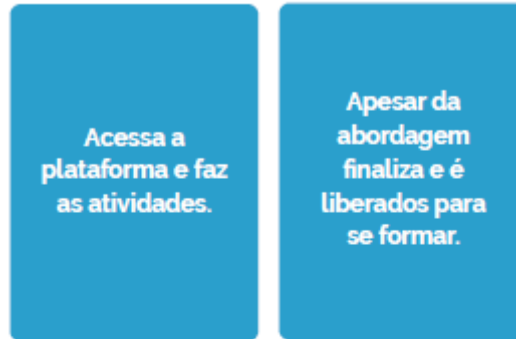 Acessa a
plataforma e faz
as atividades.
Apesar da
abordagem
finaliza e é
liberados para
se formar.